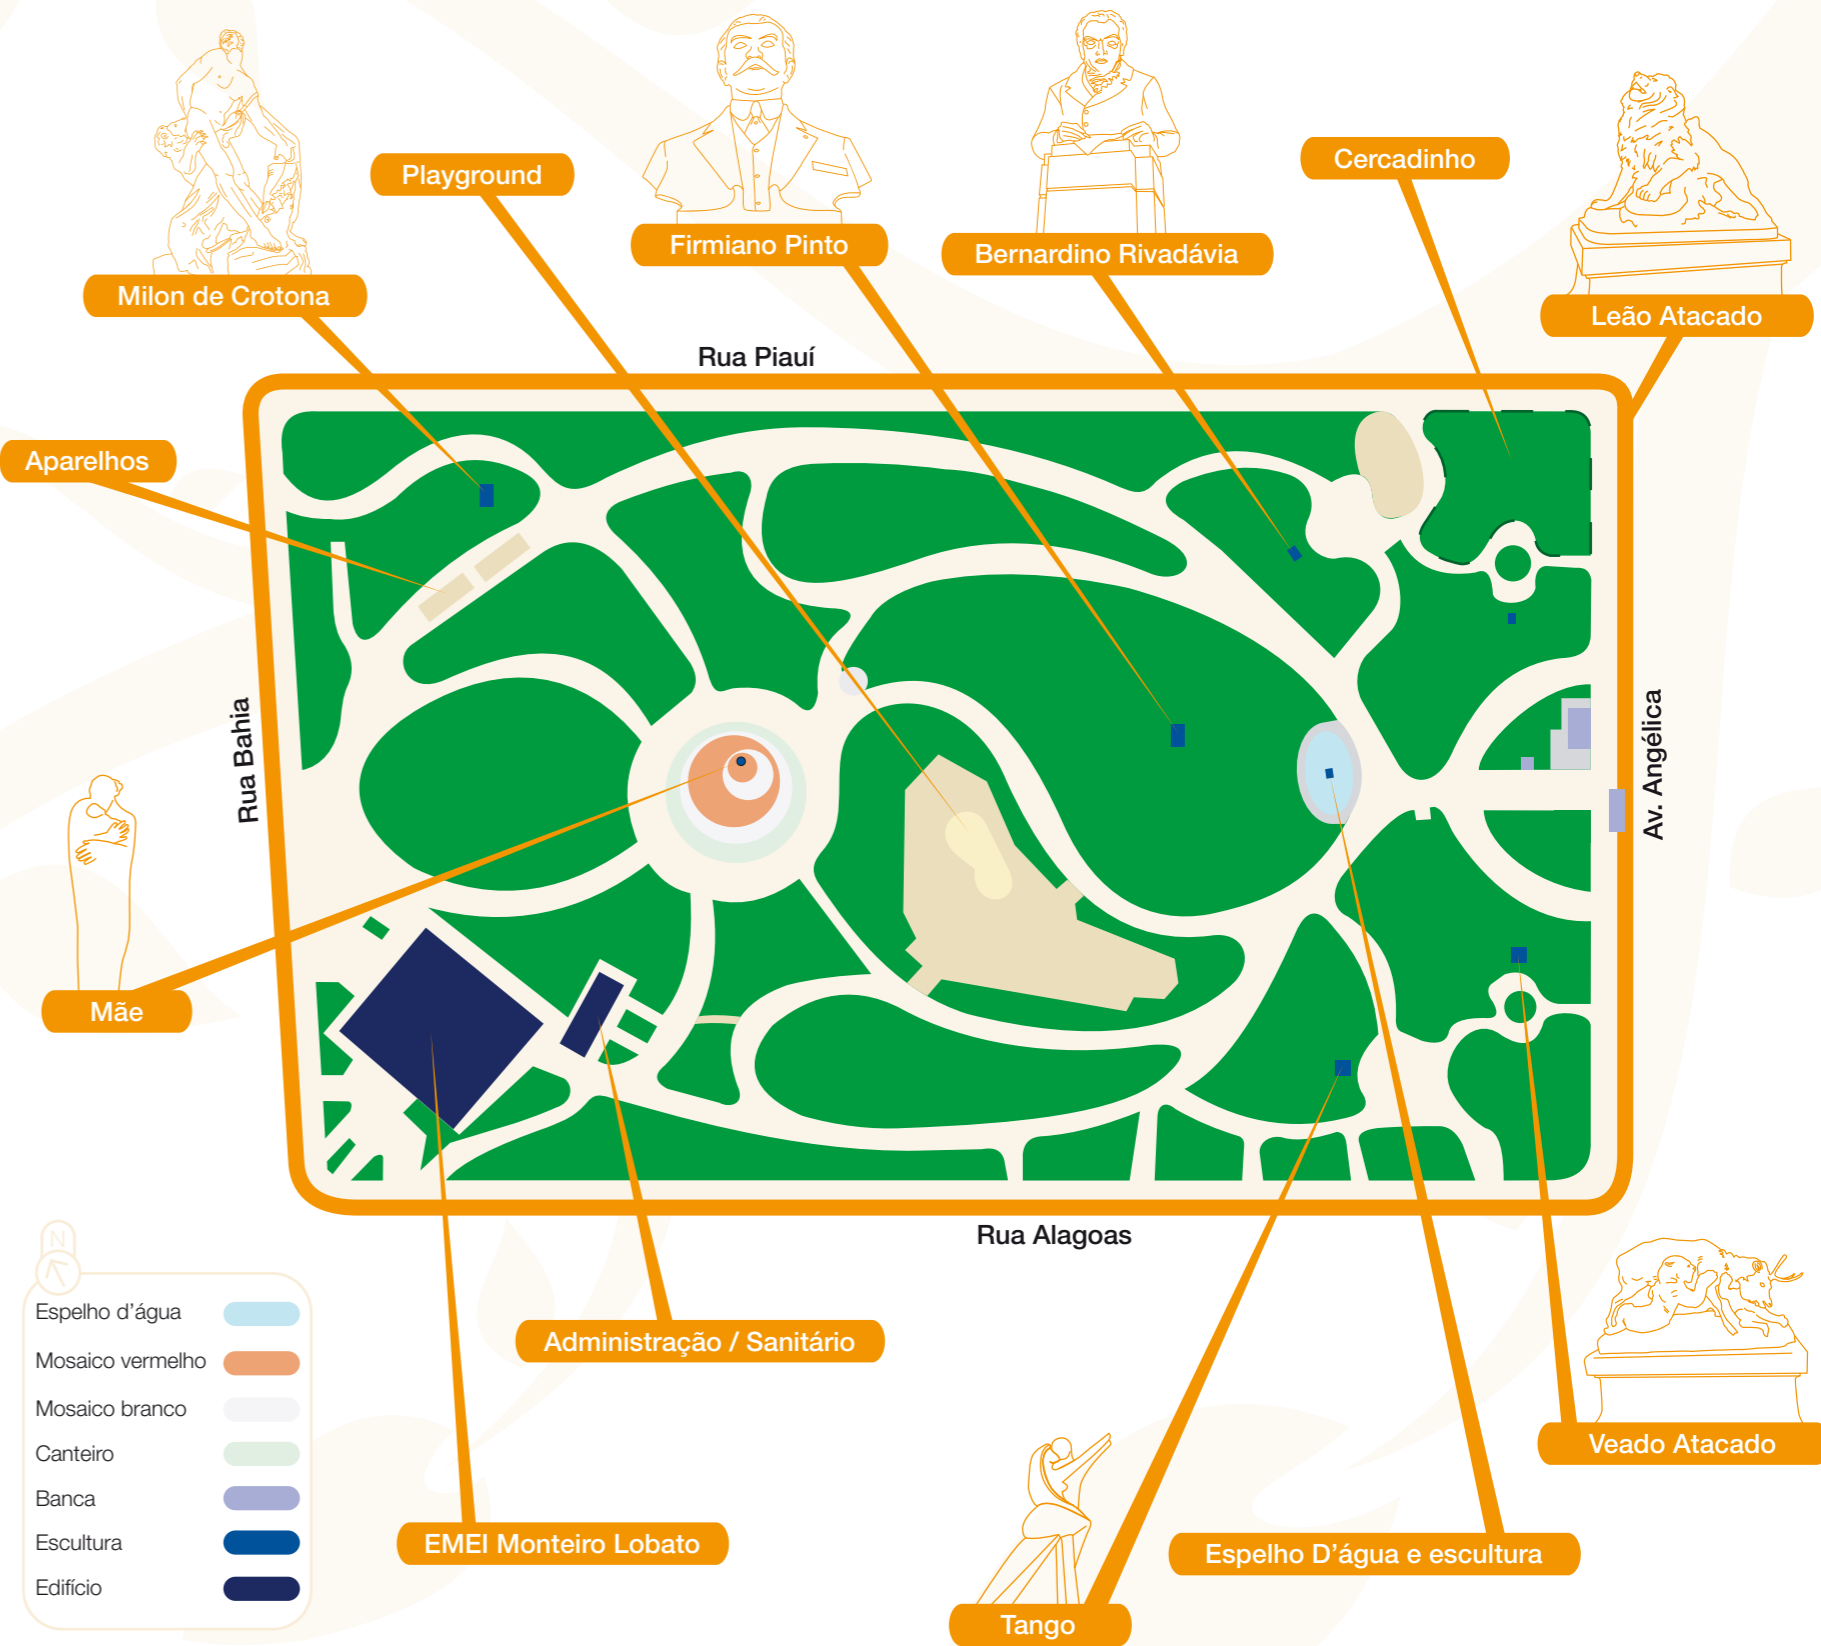 Playground
Firmiano Pinto
Bernardino Rivadávia
Cercadinho
Milon de Crotona
Leão Atacado
Rua Piauí
Aparelhos
Rua Bahia
Av. Angélica
Mãe
Rua Alagoas
N
Espelho d’água
Mosaico vermelho
Mosaico branco
Canteiro
Banca
Escultura
Edifício
Administração / Sanitário
EMEI Monteiro Lobato
Veado Atacado
Espelho D’água e escultura
Tango